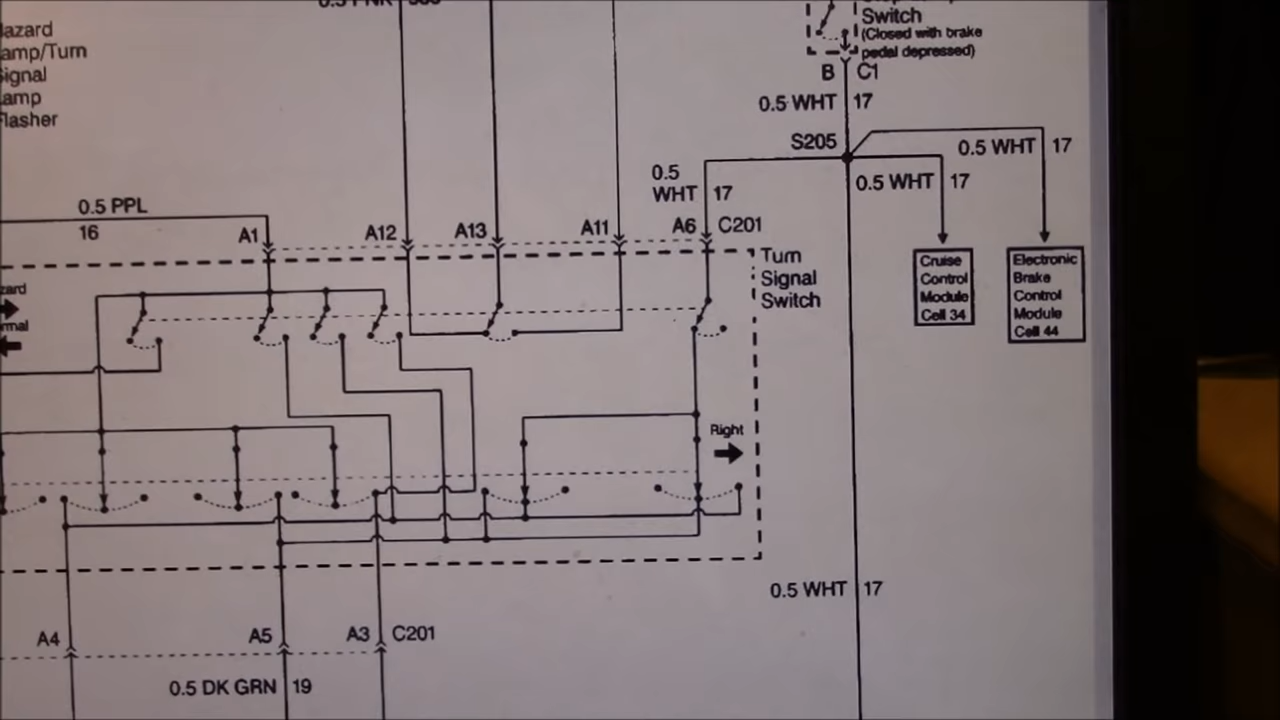 Switch
(Closed with brake
pedal depressed)
Lamp/Turn
Signal
Lamp
Flasher
B C1
0.5 WHT 17
S205
0.5 WHT 17
0.5 WHT 17
0.5
WHT 17
0.5 PPL
16
A1
A12
A13
A11
A6 C201
Turn
Signal
Switch
Cruise
Control
Module
Cell 34
Electronic
Brake
Control
Module
Cell 44
Right
0.5 WHT 17
A4
A5
A3 C201
0.5 DK GRN 19